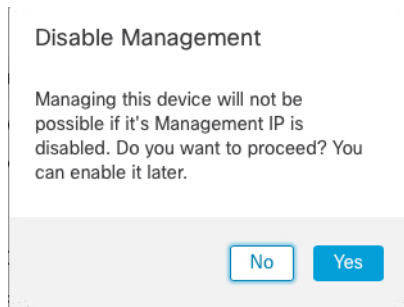 Disable Management
Managing this device will not be
possible if it's Management IP is
disabled. Do you want to proceed? You
can enable it later.
No
Yes